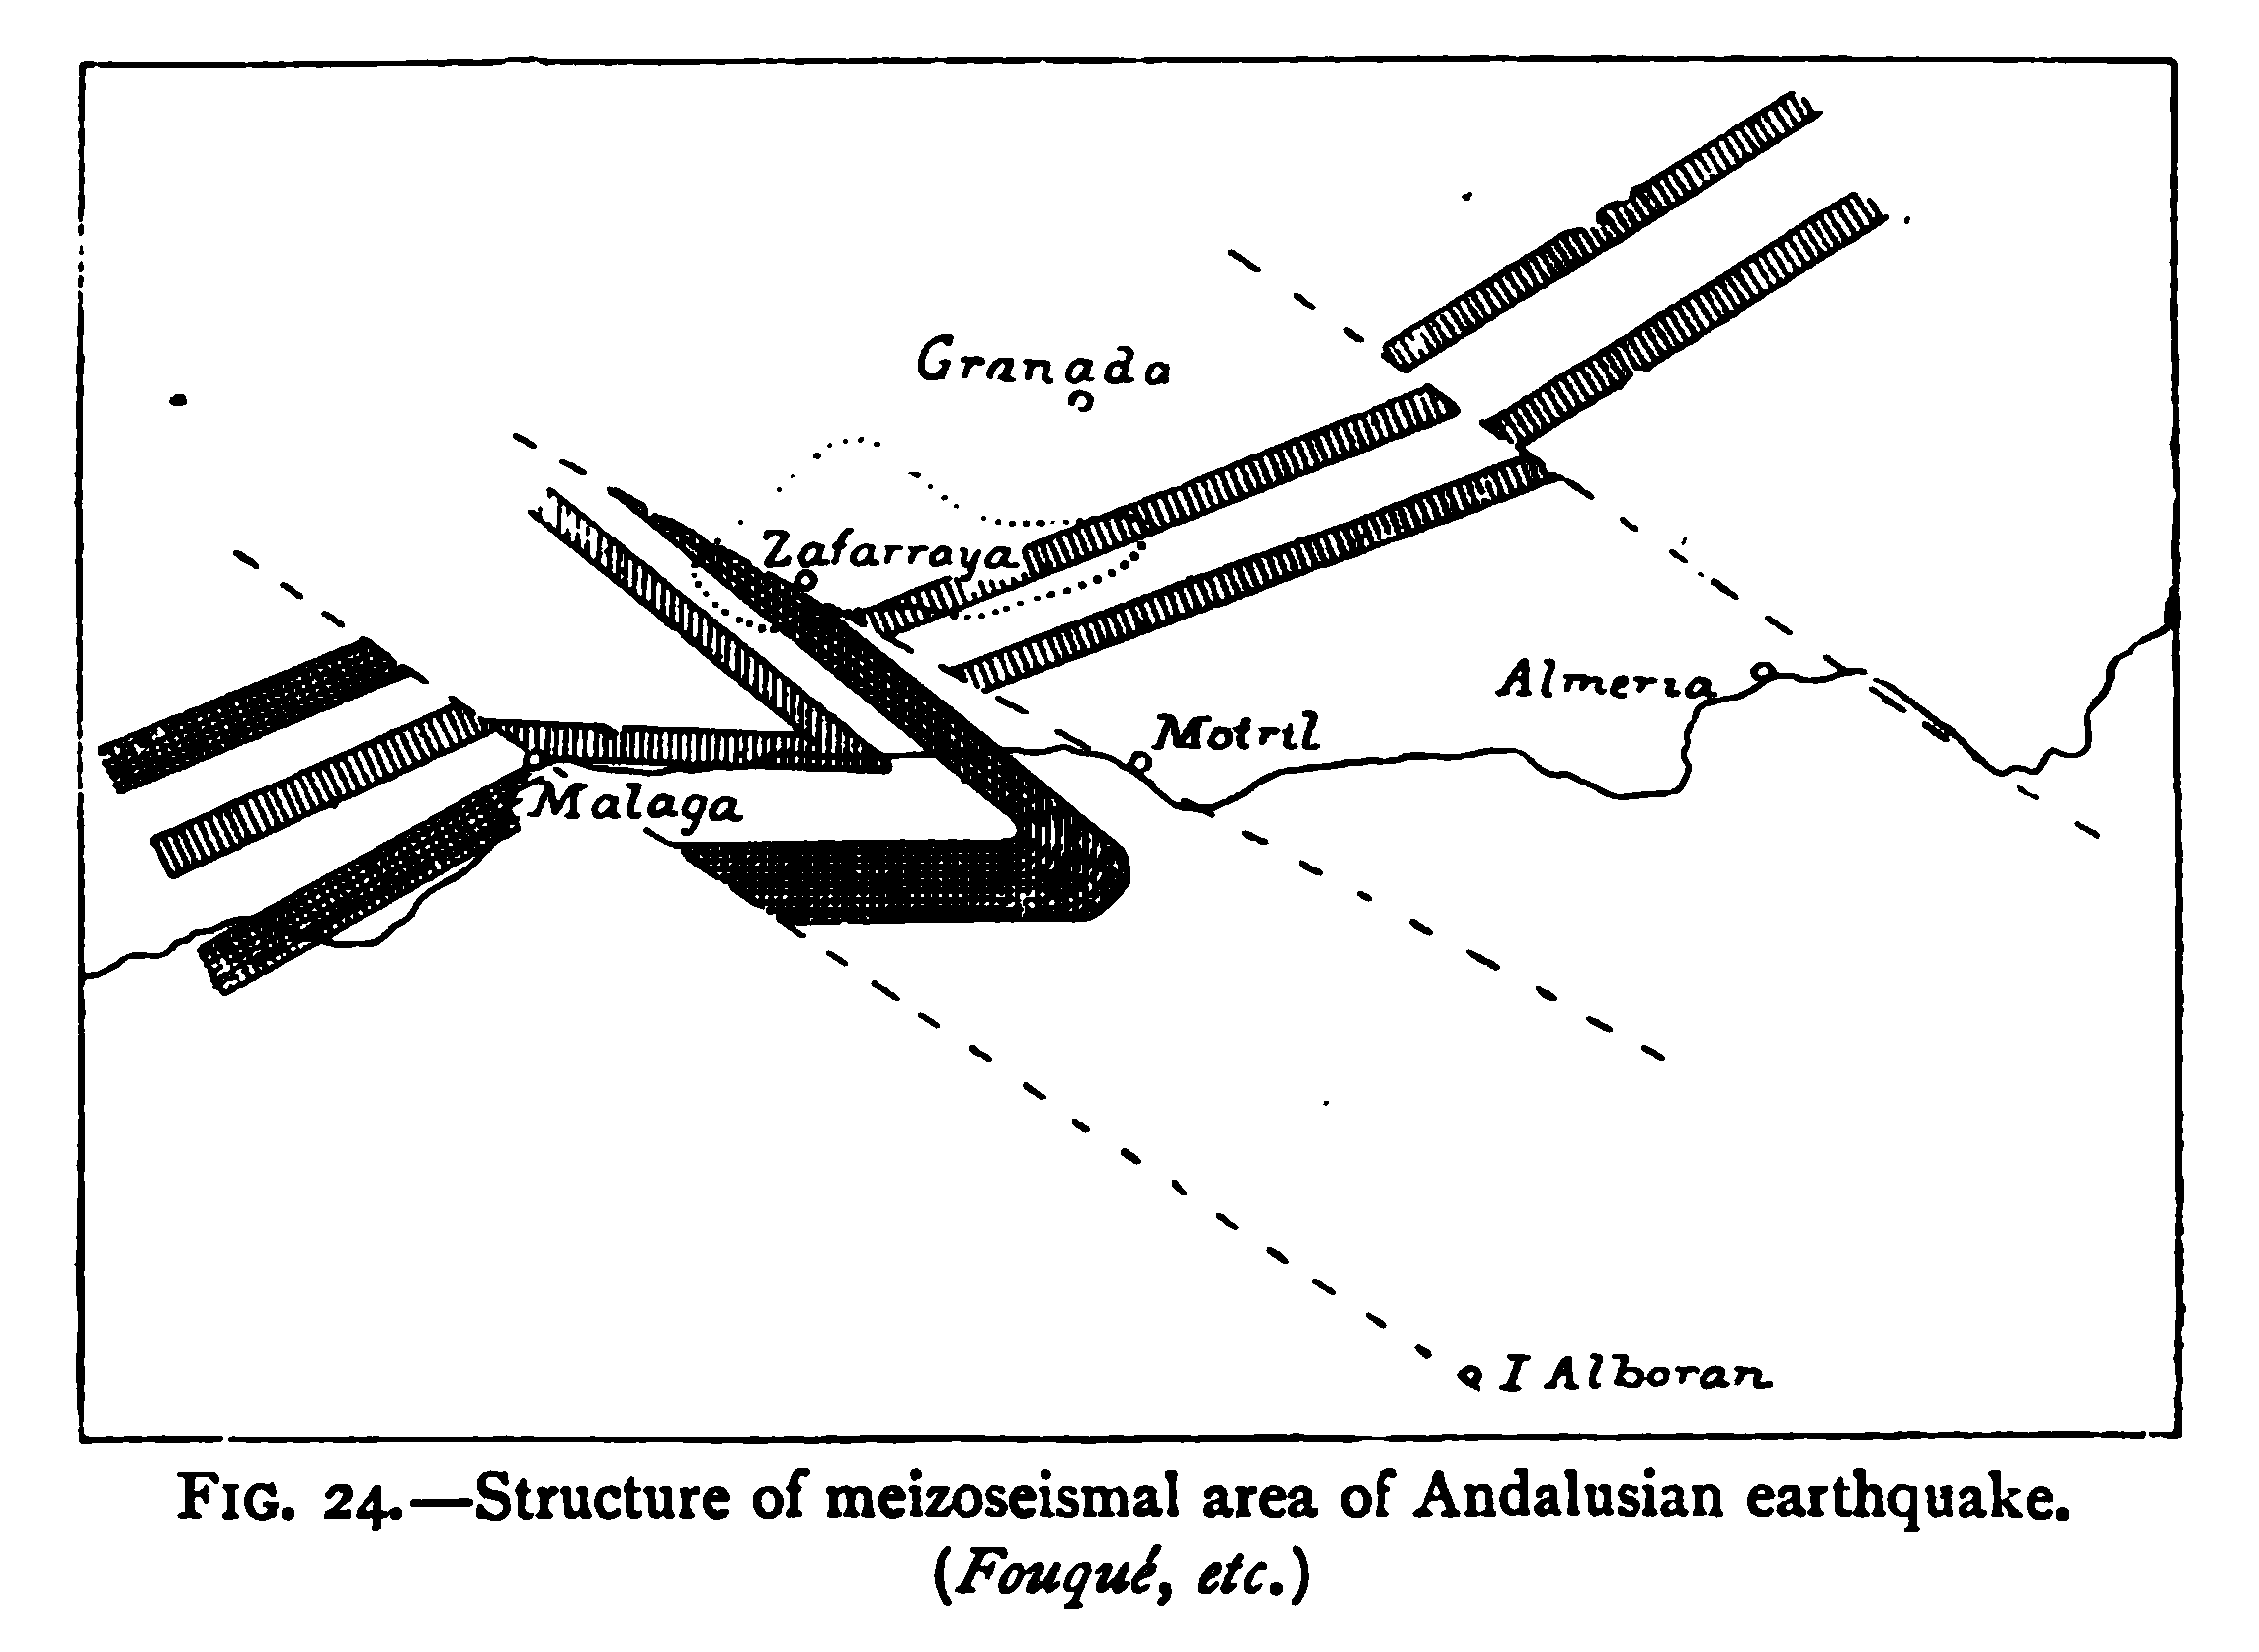 Granada
Zafarraya
Almeria
Motril
Malaga
I Alboran
FIG. 24.—Structure of meizoseismal area of Andalusian earthquake.
(Fouqué, etc.)